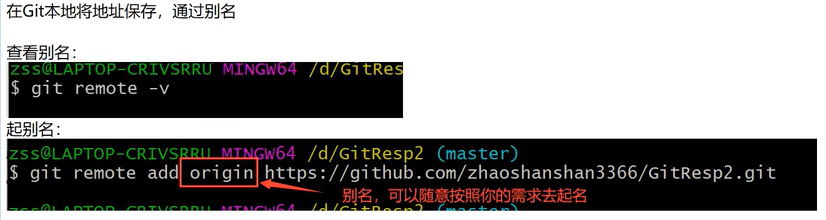 在Git本地将地址保存，通过别名
查看别名：
zss@LAPTOP-CRIVSRRU MINGW64 /d/GitRes
$ git remote -v
起别名：
zss@LAPTOP-CRIVSRRU MINGW64 /d/GitResp2 (master)
$ git remote add origin https://github.com/zhaoshanshan3366/GitResp2.git
别名，可以随意按照你的需求去起名